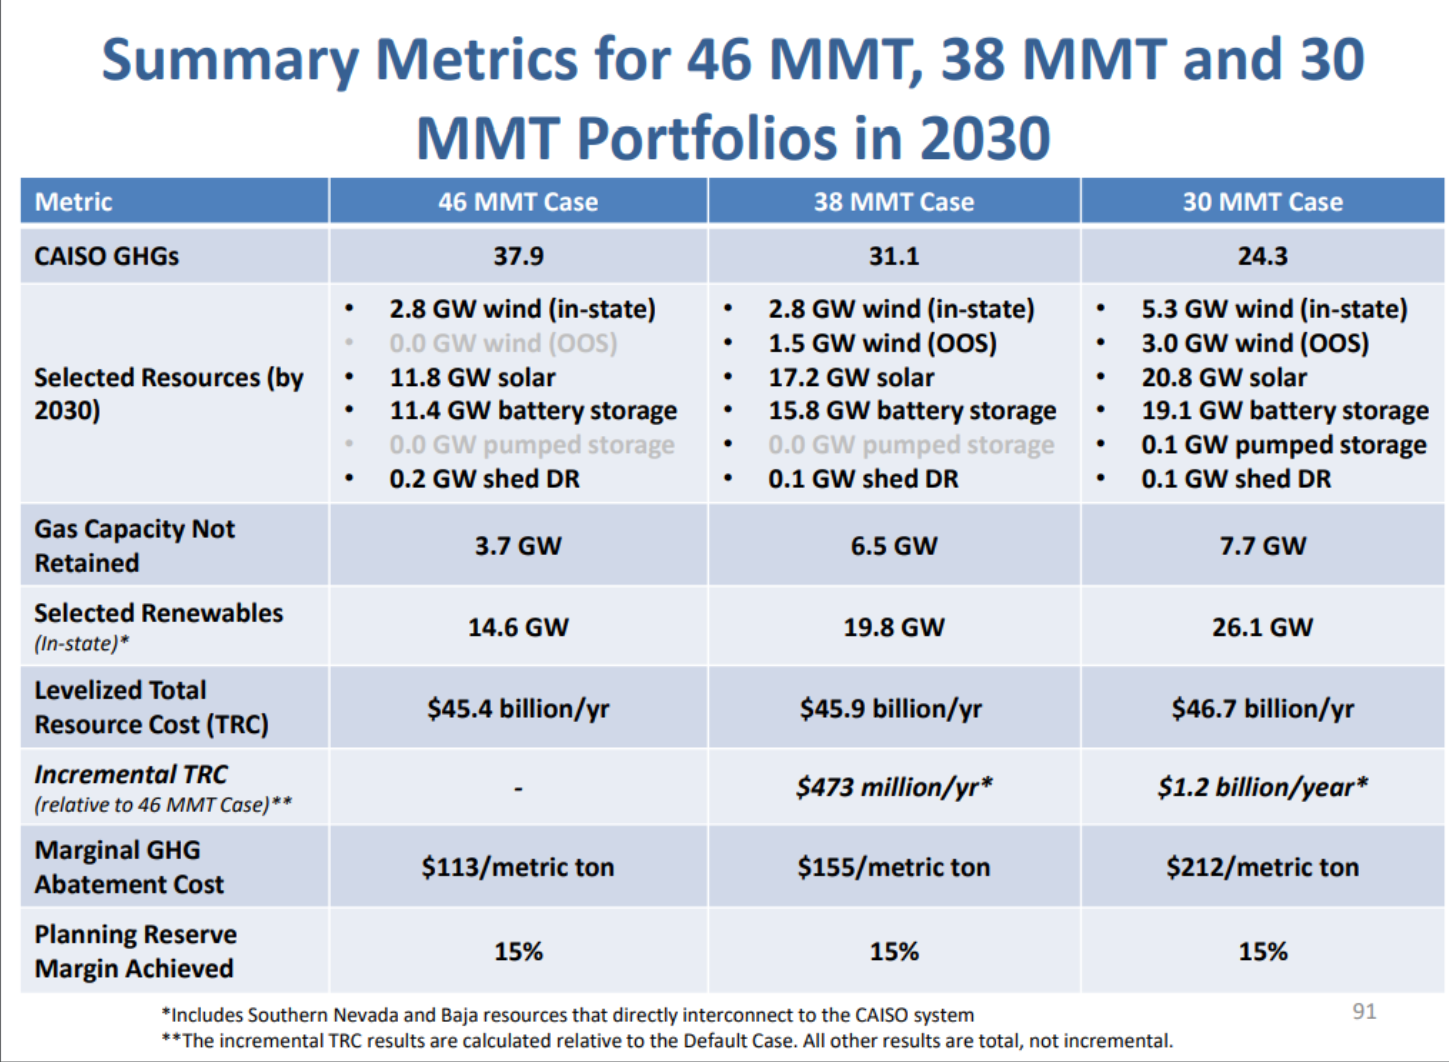 Summary Metrics for 46 MMT, 38 MMT and 30
MMT Portfolios in 2030
Metric
46 MMT Case
38 MMT Case
30 MMT Case
CAISO GHGs
37.9
31.1
24.3
Selected Resources (by
2030)
• 2.8 GW wind (in-state)
• 0.0 GW wind (OOS)
• 11.8 GW solar
• 11.4 GW battery storage
• 0.0 GW pumped storage
• 0.2 GW shed DR
• 2.8 GW wind (in-state)
• 1.5 GW wind (OOS)
• 17.2 GW solar
• 15.8 GW battery storage
• 0.0 GW pumped storage
• 0.1 GW shed DR
• 5.3 GW wind (in-state)
• 3.0 GW wind (OOS)
• 20.8 GW solar
• 19.1 GW battery storage
• 0.1 GW pumped storage
• 0.1 GW shed DR
Gas Capacity Not
Retained
3.7 GW
6.5 GW
7.7 GW
Selected Renewables
(In-state)*
14.6 GW
19.8 GW
26.1 GW
Levelized Total
Resource Cost (TRC)
$45.4 billion/yr
$45.9 billion/yr
$46.7 billion/yr
Incremental TRC
(relative to 46 MMT Case)**
-
$473 million/yr*
$1.2 billion/year*
Marginal GHG
Abatement Cost
$113/metric ton
$155/metric ton
$212/metric ton
Planning Reserve
Margin Achieved
15%
15%
15%
*Includes Southern Nevada and Baja resources that directly interconnect to the CAISO system
**The incremental TRC results are calculated relative to the Default Case. All other results are total, not incremental.
91